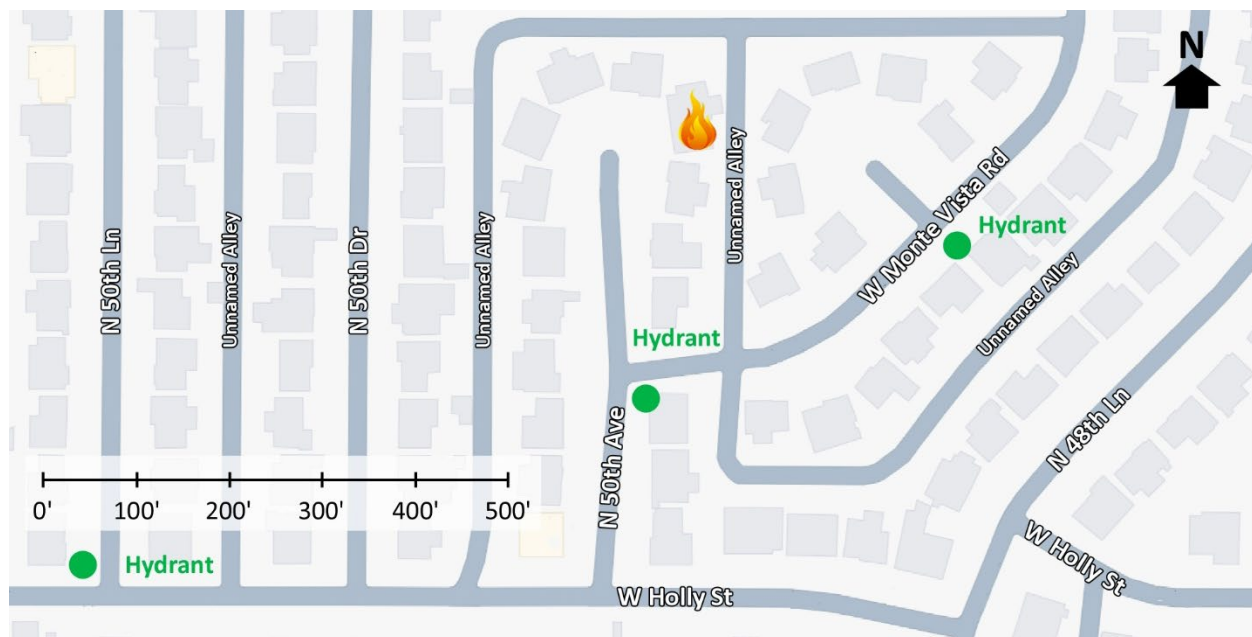 N
N 50th Ln
Unnamed Alley
N 50th Dr
Unnamed Alley
Unnamed Alley
W Monte Vista Rd
Hydrant
Hydrant
Unnamed Alley
N 50th Ave
N 48th Ln
0' 100' 200' 300' 400' 500'
Hydrant
W Holly St
W Holly St